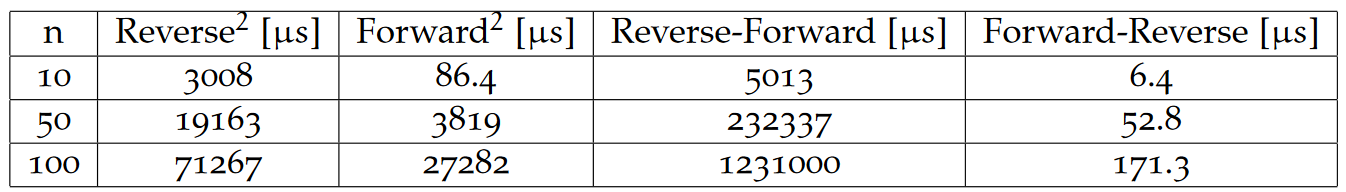 n Reverse² [µs] Forward² [µs] Reverse-Forward [µs] Forward-Reverse [µs]
10 3008 86.4 5013 6.4
50 19163 3819 232337 52.8
100 71267 27282 1231000 171.3